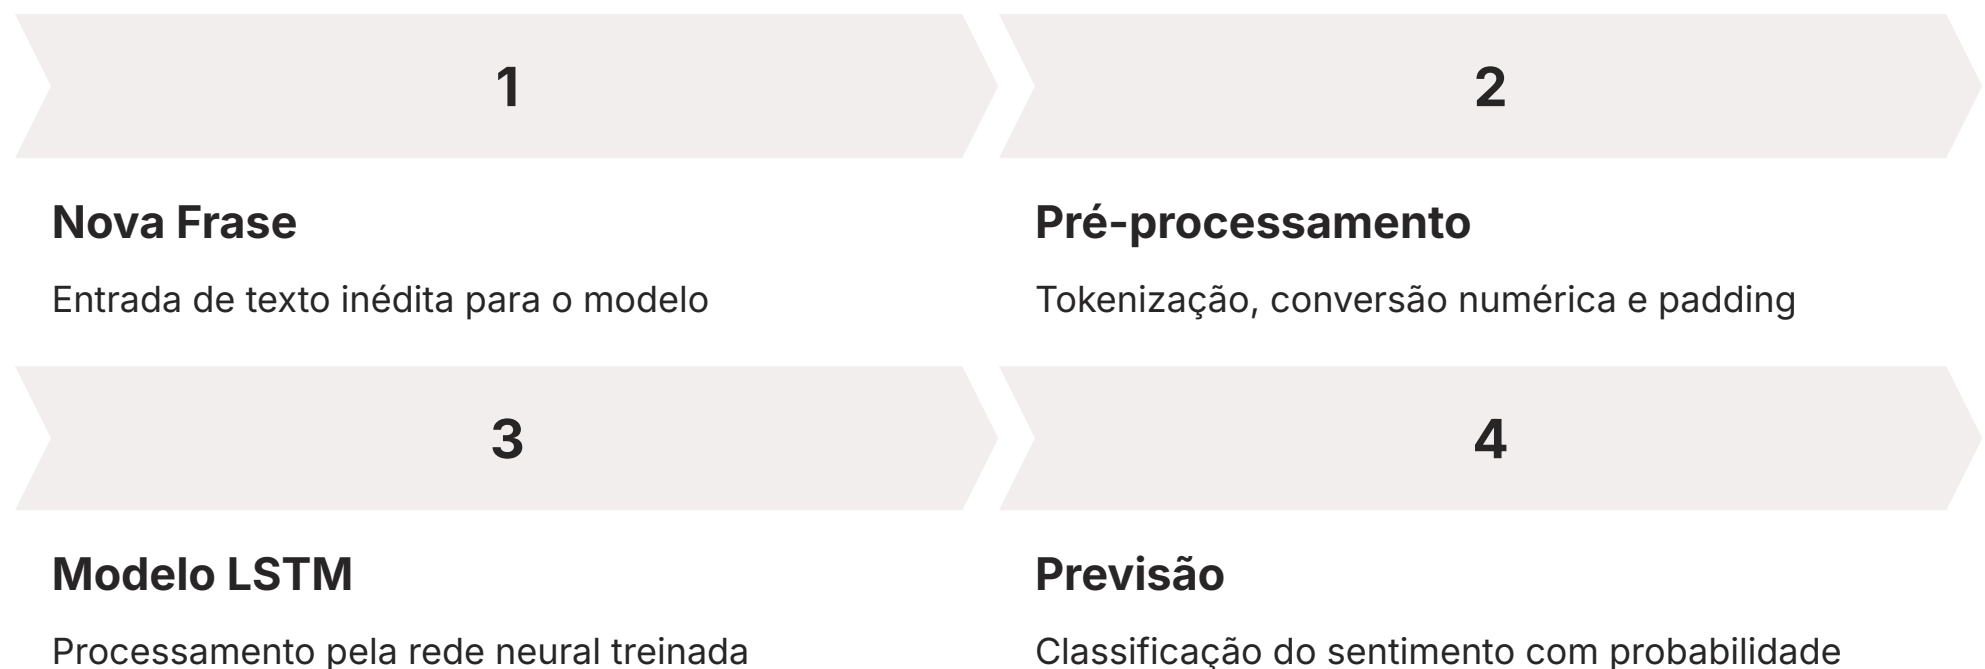 1
2
Nova Frase
Entrada de texto inédita para o modelo
Pré-processamento
Tokenização, conversão numérica e padding
3
4
Modelo LSTM
Processamento pela rede neural treinada
Previsão
Classificação do sentimento com probabilidade